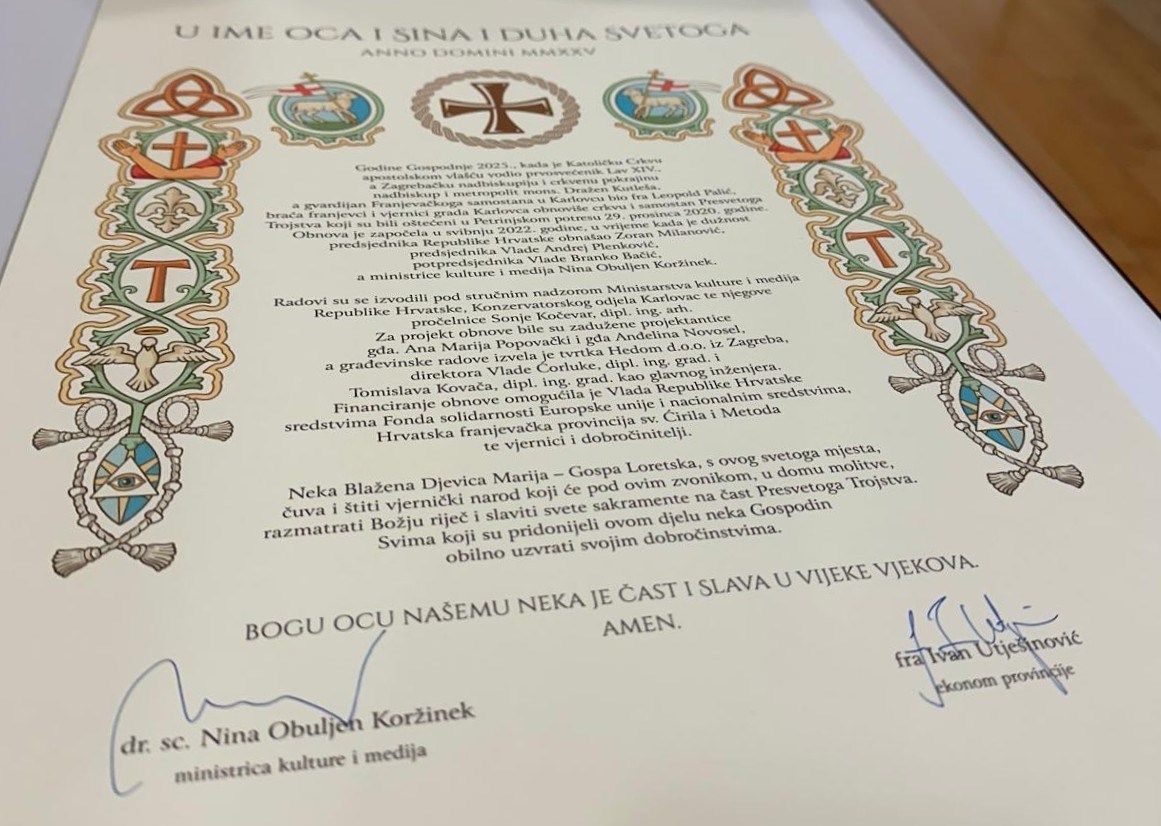 U IME OCA I SINA I DUHA SVETOGA
ANNO DOMINI MMXXV
Godine Gospodnje 2025., kada je Katoličku Crkvu
apostolskom vlašću vodio prvosvećenik Lav XIV.,
a Zagrebačku nadbiskupiju i crkvenu pokrajinu
nadbiskup i metropolit mons. Dražen Kutleša,
a gvardijan Franjevačkoga samostana u Karlovcu bio fra Leopold Palić,
braća franjevci i vjernici grada Karlovca obnoviše crkvu i samostan Presvetoga
Trojstva koji su bili oštećeni u Petrinjskom potresu 29. prosinca 2020. godine.
Obnova je započela u svibnju 2022. godine, u vrijeme kada je dužnost
predsjednika Republike Hrvatske obnašao Zoran Milanović,
predsjednika Vlade Andrej Plenković,
potpredsjednika Vlade Branko Bačić,
a ministrice kulture i medija Nina Obuljen Koržinek.
Radovi su se izvodili pod stručnim nadzorom Ministarstva kulture i medija
Republike Hrvatske, Konzervatorskog odjela Karlovac te njegove
pročelnice Sonje Kočevar, dipl. ing. arh.
Za projekt obnove bile su zadužene projektantice
gđa. Ana Marija Popovački i gđa Anđelina Novosel,
a građevinske radove izvela je tvrtka Hedom d.o.o. iz Zagreba,
direktora Vlade Ćorluke, dipl. ing. grad. i
Tomislava Kovača, dipl. ing. grad. kao glavnog inženjera.
Financiranje obnove omogućila je Vlada Republike Hrvatske
sredstvima Fonda solidarnosti Europske unije i nacionalnim sredstvima,
Hrvatska franjevačka provincija sv. Ćirila i Metoda
te vjernici i dobročinitelji.
Neka Blažena Djevica Marija – Gospa Loretska, s ovog svetoga mjesta,
čuva i štiti vjernički narod koji će pod ovim zvonikom, u domu molitve,
razmatrati Božju riječ i slaviti svete sakramente na čast Presvetoga Trojstva.
Svima koji su pridonijeli ovom djelu neka Gospodin
obilno uzvrati svojim dobročinstvima.
BOGU OCU NAŠEMU NEKA JE ČAST I SLAVA U VIJEKE VJEKOVA.
AMEN.
fra Ivan Utješinović
ekonom provincije
dr. sc. Nina Obuljen Koržinek
ministrica kulture i medija